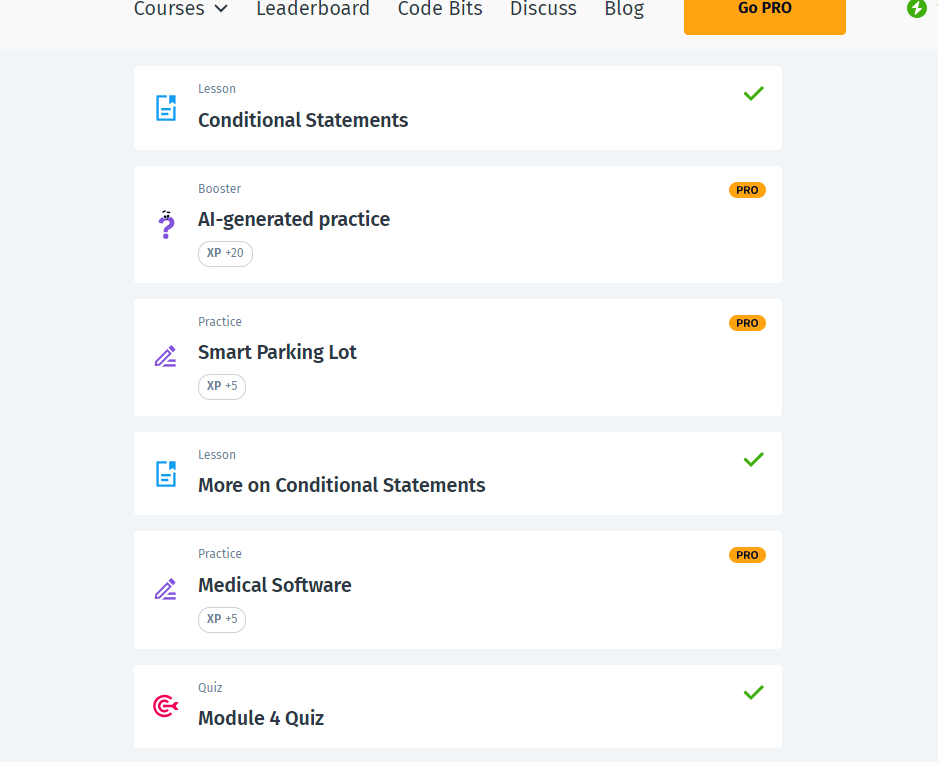 Courses Leaderboard Code Bits Discuss Blog Go PRO
Lesson
Conditional Statements
Booster
PRO
AI-generated practice
XP +20
Practice
PRO
Smart Parking Lot
XP +5
Lesson
More on Conditional Statements
Practice
PRO
Medical Software
XP +5
Quiz
Module 4 Quiz